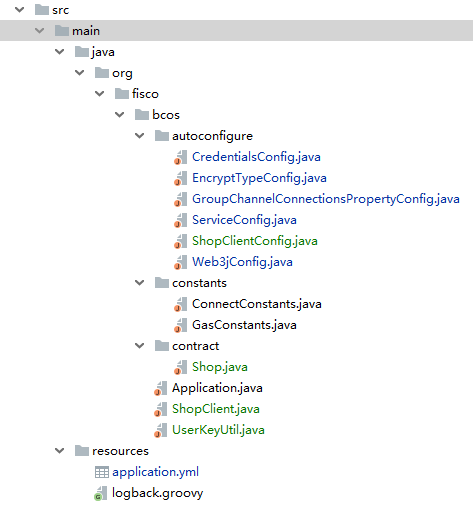 src
main
java
org
fisco
bcos
autoconfigure
CredentialsConfig.java
EncryptTypeConfig.java
GroupChannelConnectionsPropertyConfig.java
ServiceConfig.java
ShopClientConfig.java
Web3jConfig.java
constants
ConnectConstants.java
GasConstants.java
contract
Shop.java
Application.java
ShopClient.java
UserKeyUtil.java
resources
application.yml
logback.groovy